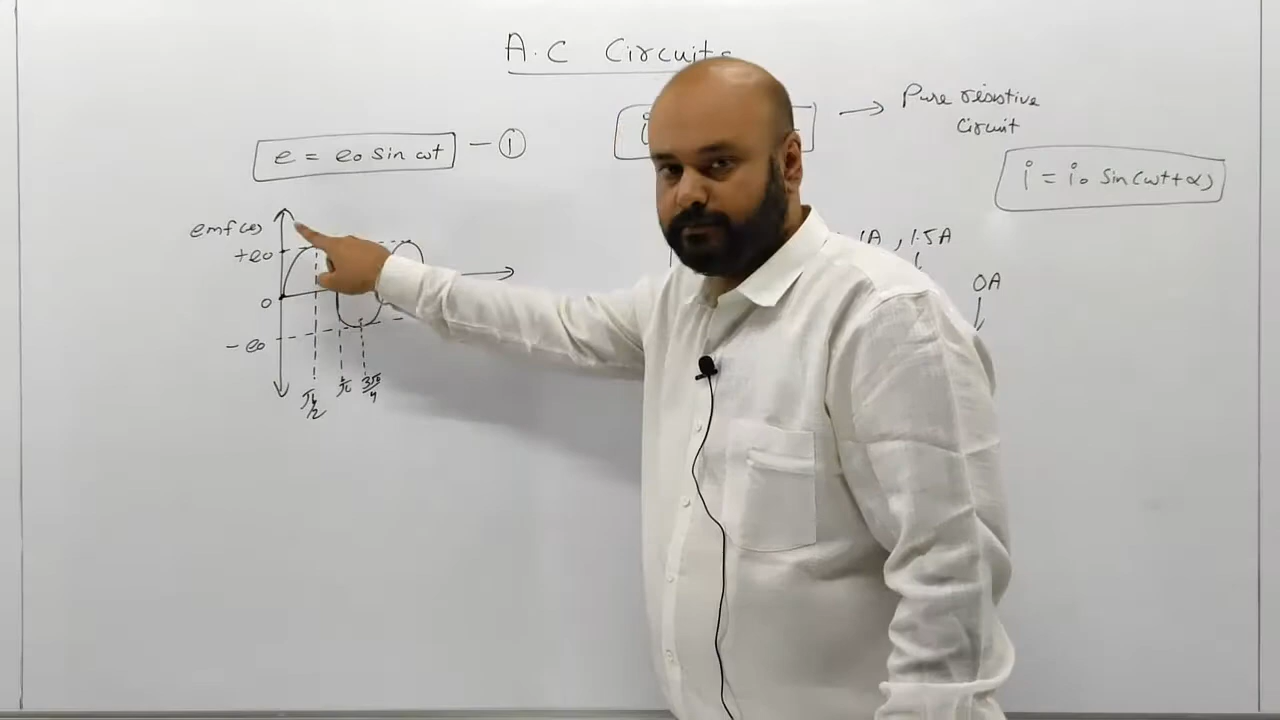 A.C Circuits
e = e₀ sin ωt — ①
→ Pure resistive
circuit
i = i₀ sin(ωt+α)
emf(e)
+e₀
0
-e₀
π/2
π
3π/4
1A , 1.5A
0A